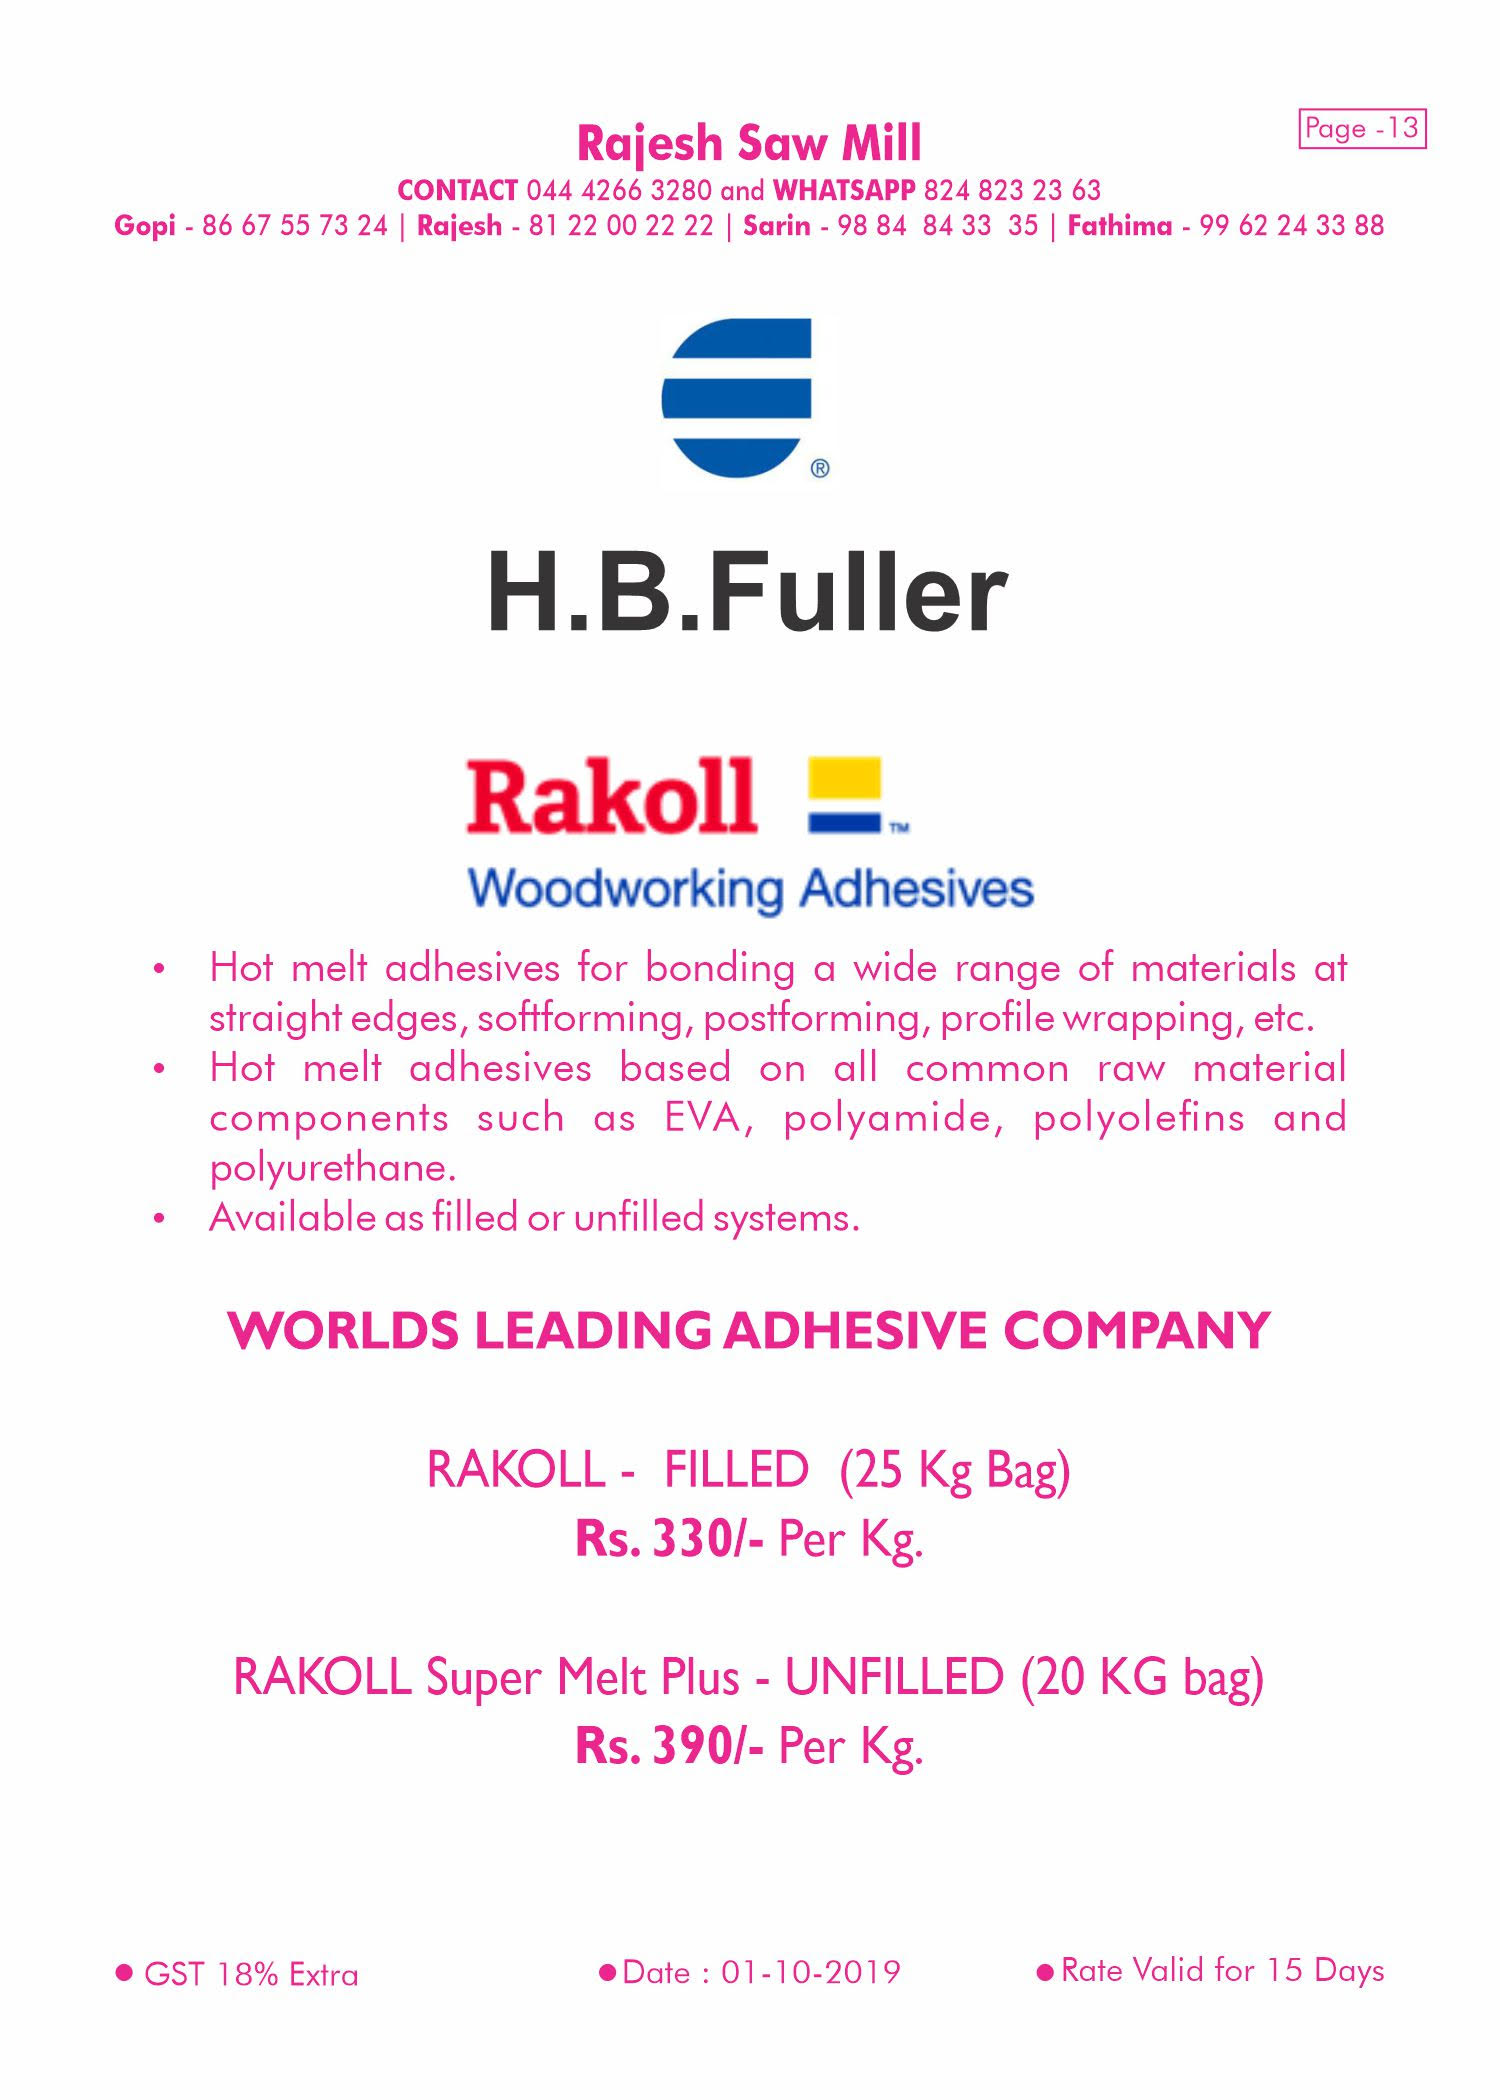 Page -13
Rajesh Saw Mill
CONTACT 044 4266 3280 and WHATSAPP 824 823 23 63
Gopi - 86 67 55 73 24 | Rajesh - 81 22 00 22 22 | Sarin - 98 84 84 33 35 | Fathima - 99 62 24 33 88
®
H.B.Fuller
Rakoll ™
Woodworking Adhesives
• Hot melt adhesives for bonding a wide range of materials at
straight edges, softforming, postforming, profile wrapping, etc.
• Hot melt adhesives based on all common raw material
components such as EVA, polyamide, polyolefins and
polyurethane.
• Available as filled or unfilled systems.
WORLDS LEADING ADHESIVE COMPANY
RAKOLL - FILLED (25 Kg Bag)
Rs. 330/- Per Kg.
RAKOLL Super Melt Plus - UNFILLED (20 KG bag)
Rs. 390/- Per Kg.
● GST 18% Extra ● Date : 01-10-2019 ● Rate Valid for 15 Days